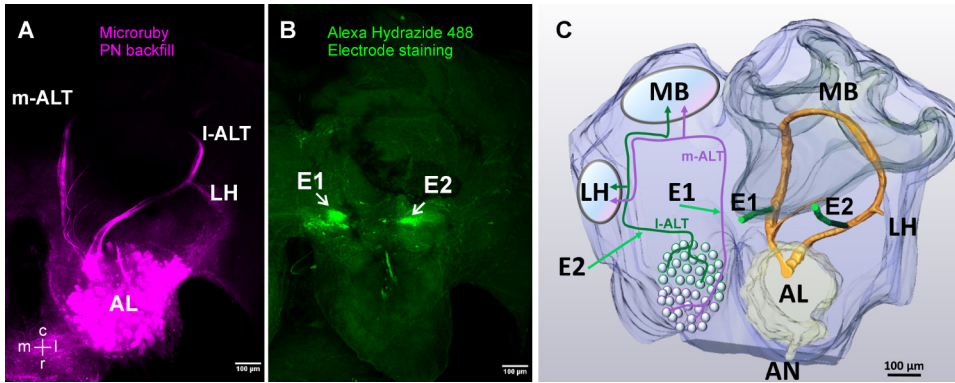 A
Microruby
PN backfill
m-ALT
l-ALT
LH
AL
c
m l
r
100 µm
B
Alexa Hydrazide 488
Electrode staining
E1
E2
100 µm
C
MB
MB
m-ALT
LH
E1
E1
E2
l-ALT
LH
E2
AL
AN
100 µm